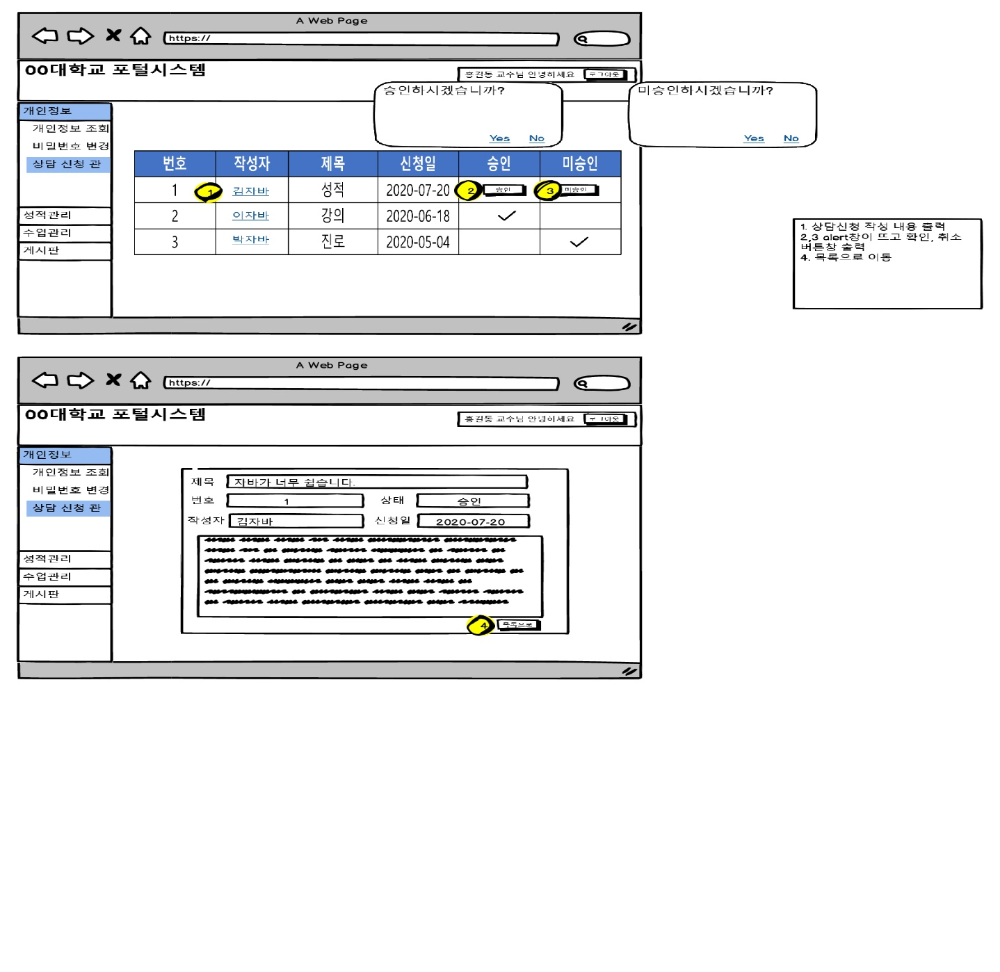 A Web Page
https://
00대학교 포털시스템
홍길동 교수님 안녕하세요 로그아웃
승인하시겠습니까?
Yes No
미승인하시겠습니까?
Yes No
개인정보
개인정보 조회
비밀번호 변경
상담 신청 관
성적관리
수업관리
게시판
번호 작성자 제목 신청일 승인 미승인
1 1 김자바 성적 2020-07-20 2 승인 3 미승인
2 이자바 강의 2020-06-18
3 박자바 진로 2020-05-04
1. 상담신청 작성 내용 출력
2,3 alert창이 뜨고 확인, 취소
버튼창 출력
4. 목록으로 이동
A Web Page
https://
00대학교 포털시스템
홍길동 교수님 안녕하세요 로그아웃
개인정보
개인정보 조회
비밀번호 변경
상담 신청 관
성적관리
수업관리
게시판
제목 자바가 너무 쉽습니다.
번호 1 상태 승인
작성자 김자바 신청일 2020-07-20
4 목록으로